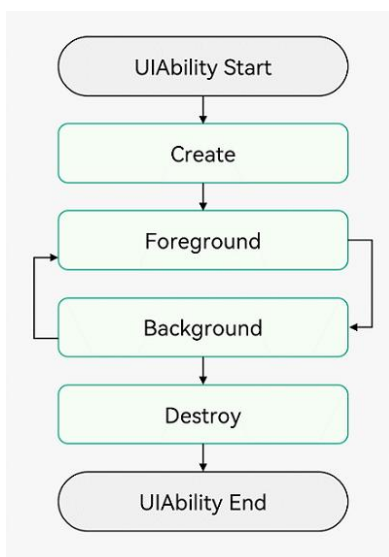 UIAbility Start
Create
Foreground
Background
Destroy
UIAbility End